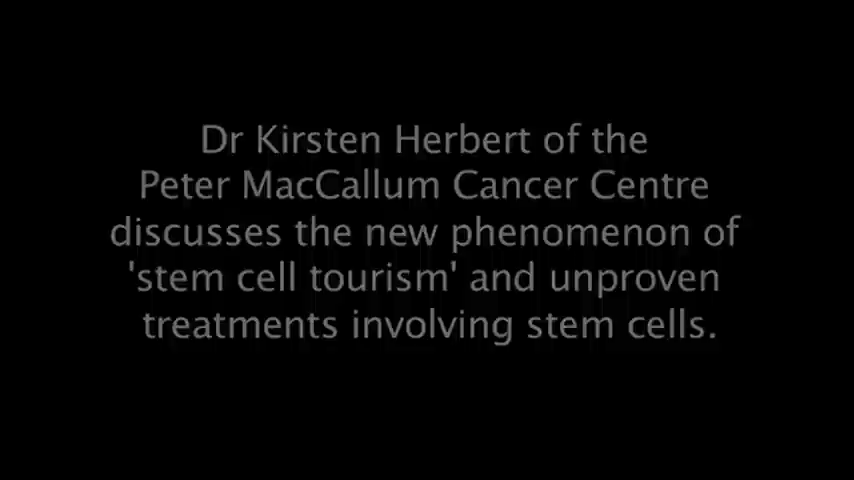 Dr Kirsten Herbert of the
Peter MacCallum Cancer Centre
discusses the new phenomenon of
'stem cell tourism' and unproven
treatments involving stem cells.